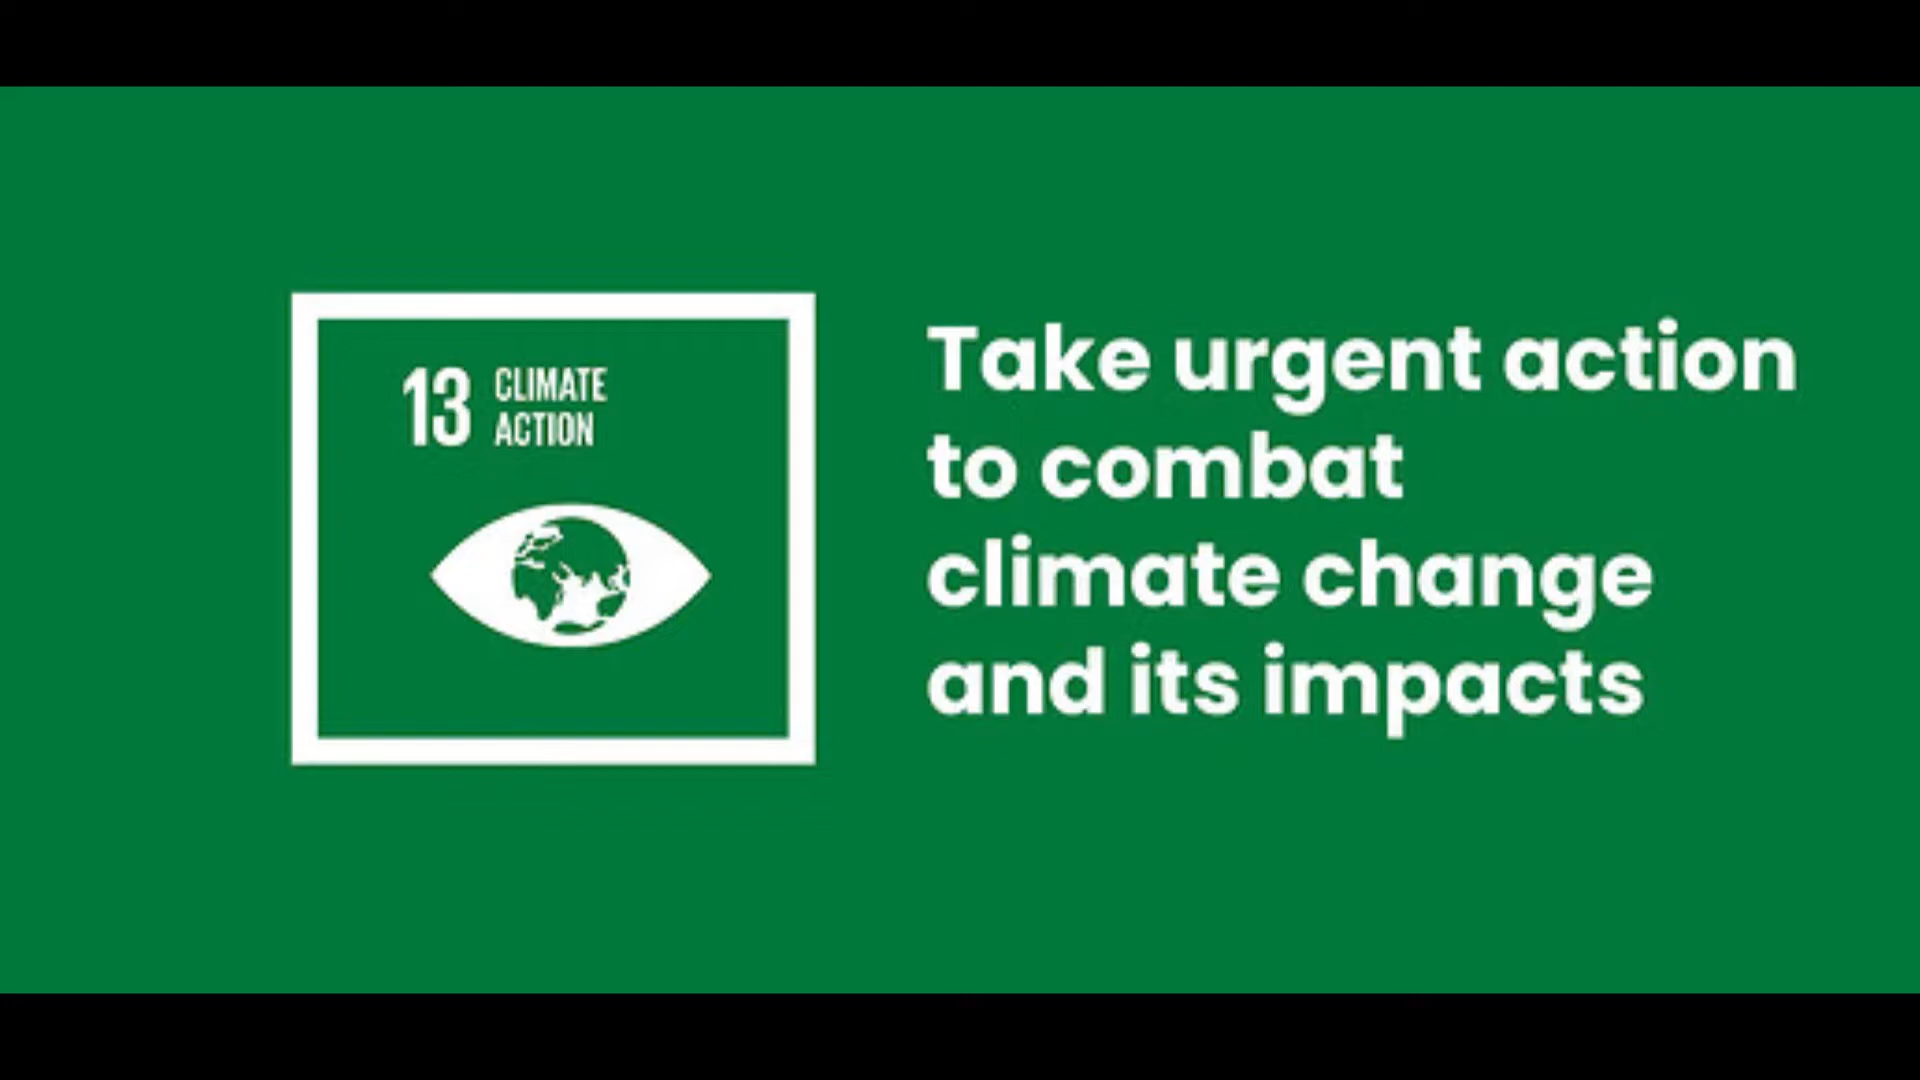 13 CLIMATE
ACTION
Take urgent action
to combat
climate change
and its impacts